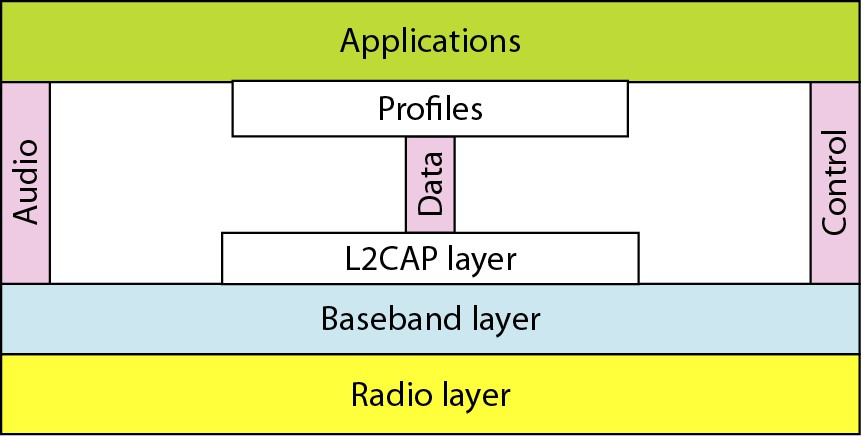 Applications
Profiles
Audio
Data
Control
L2CAP layer
Baseband layer
Radio layer